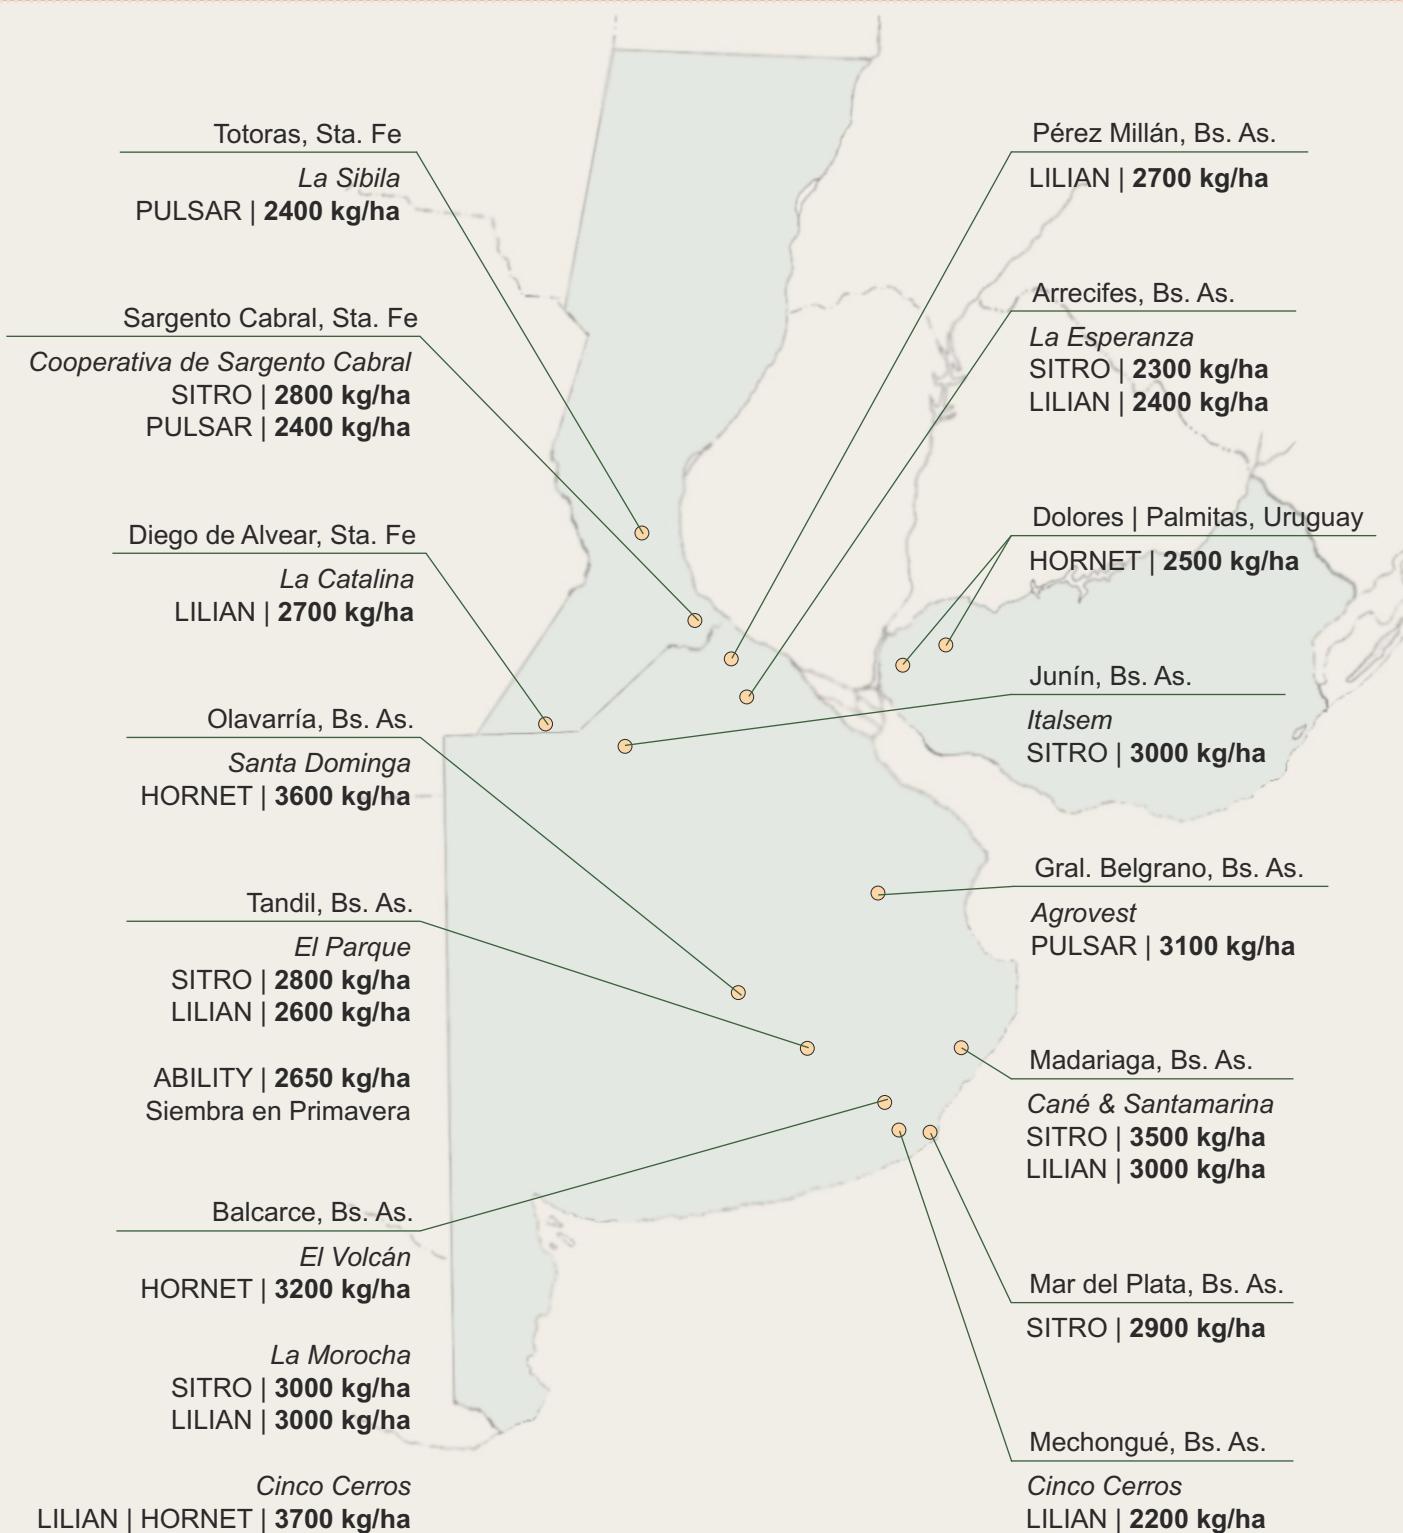 Totoras, Sta. Fe
La Sibila
PULSAR | 2400 kg/ha
Sargento Cabral, Sta. Fe
Cooperativa de Sargento Cabral
SITRO | 2800 kg/ha
PULSAR | 2400 kg/ha
Diego de Alvear, Sta. Fe
La Catalina
LILIAN | 2700 kg/ha
Olavarría, Bs. As.
Santa Dominga
HORNET | 3600 kg/ha
Tandil, Bs. As.
El Parque
SITRO | 2800 kg/ha
LILIAN | 2600 kg/ha
ABILITY | 2650 kg/ha
Siembra en Primavera
Balcarce, Bs. As.
El Volcán
HORNET | 3200 kg/ha
La Morocha
SITRO | 3000 kg/ha
LILIAN | 3000 kg/ha
Cinco Cerros
LILIAN | HORNET | 3700 kg/ha
Pérez Millán, Bs. As.
LILIAN | 2700 kg/ha
Arrecifes, Bs. As.
La Esperanza
SITRO | 2300 kg/ha
LILIAN | 2400 kg/ha
Dolores | Palmitas, Uruguay
HORNET | 2500 kg/ha
Junín, Bs. As.
Italsem
SITRO | 3000 kg/ha
Gral. Belgrano, Bs. As.
Agrovest
PULSAR | 3100 kg/ha
Madariaga, Bs. As.
Cané & Santamarina
SITRO | 3500 kg/ha
LILIAN | 3000 kg/ha
Mar del Plata, Bs. As.
SITRO | 2900 kg/ha
Mechongué, Bs. As.
Cinco Cerros
LILIAN | 2200 kg/ha